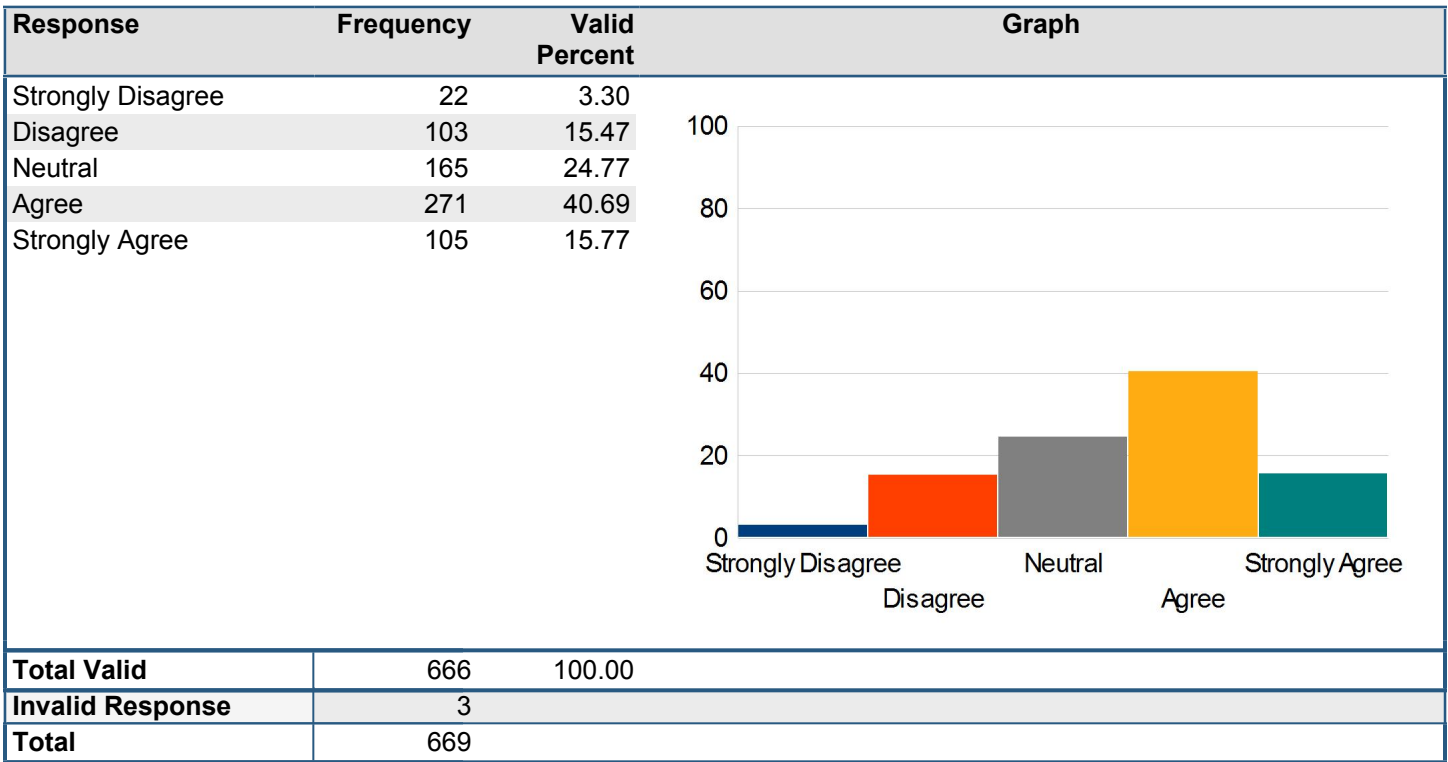 Response Frequency Valid Percent Graph
Strongly Disagree 22 3.30
Disagree 103 15.47
Neutral 165 24.77
Agree 271 40.69
Strongly Agree 105 15.77
100
80
60
40
20
0
Strongly Disagree Neutral Strongly Agree
Disagree Agree
Total Valid 666 100.00
Invalid Response 3
Total 669